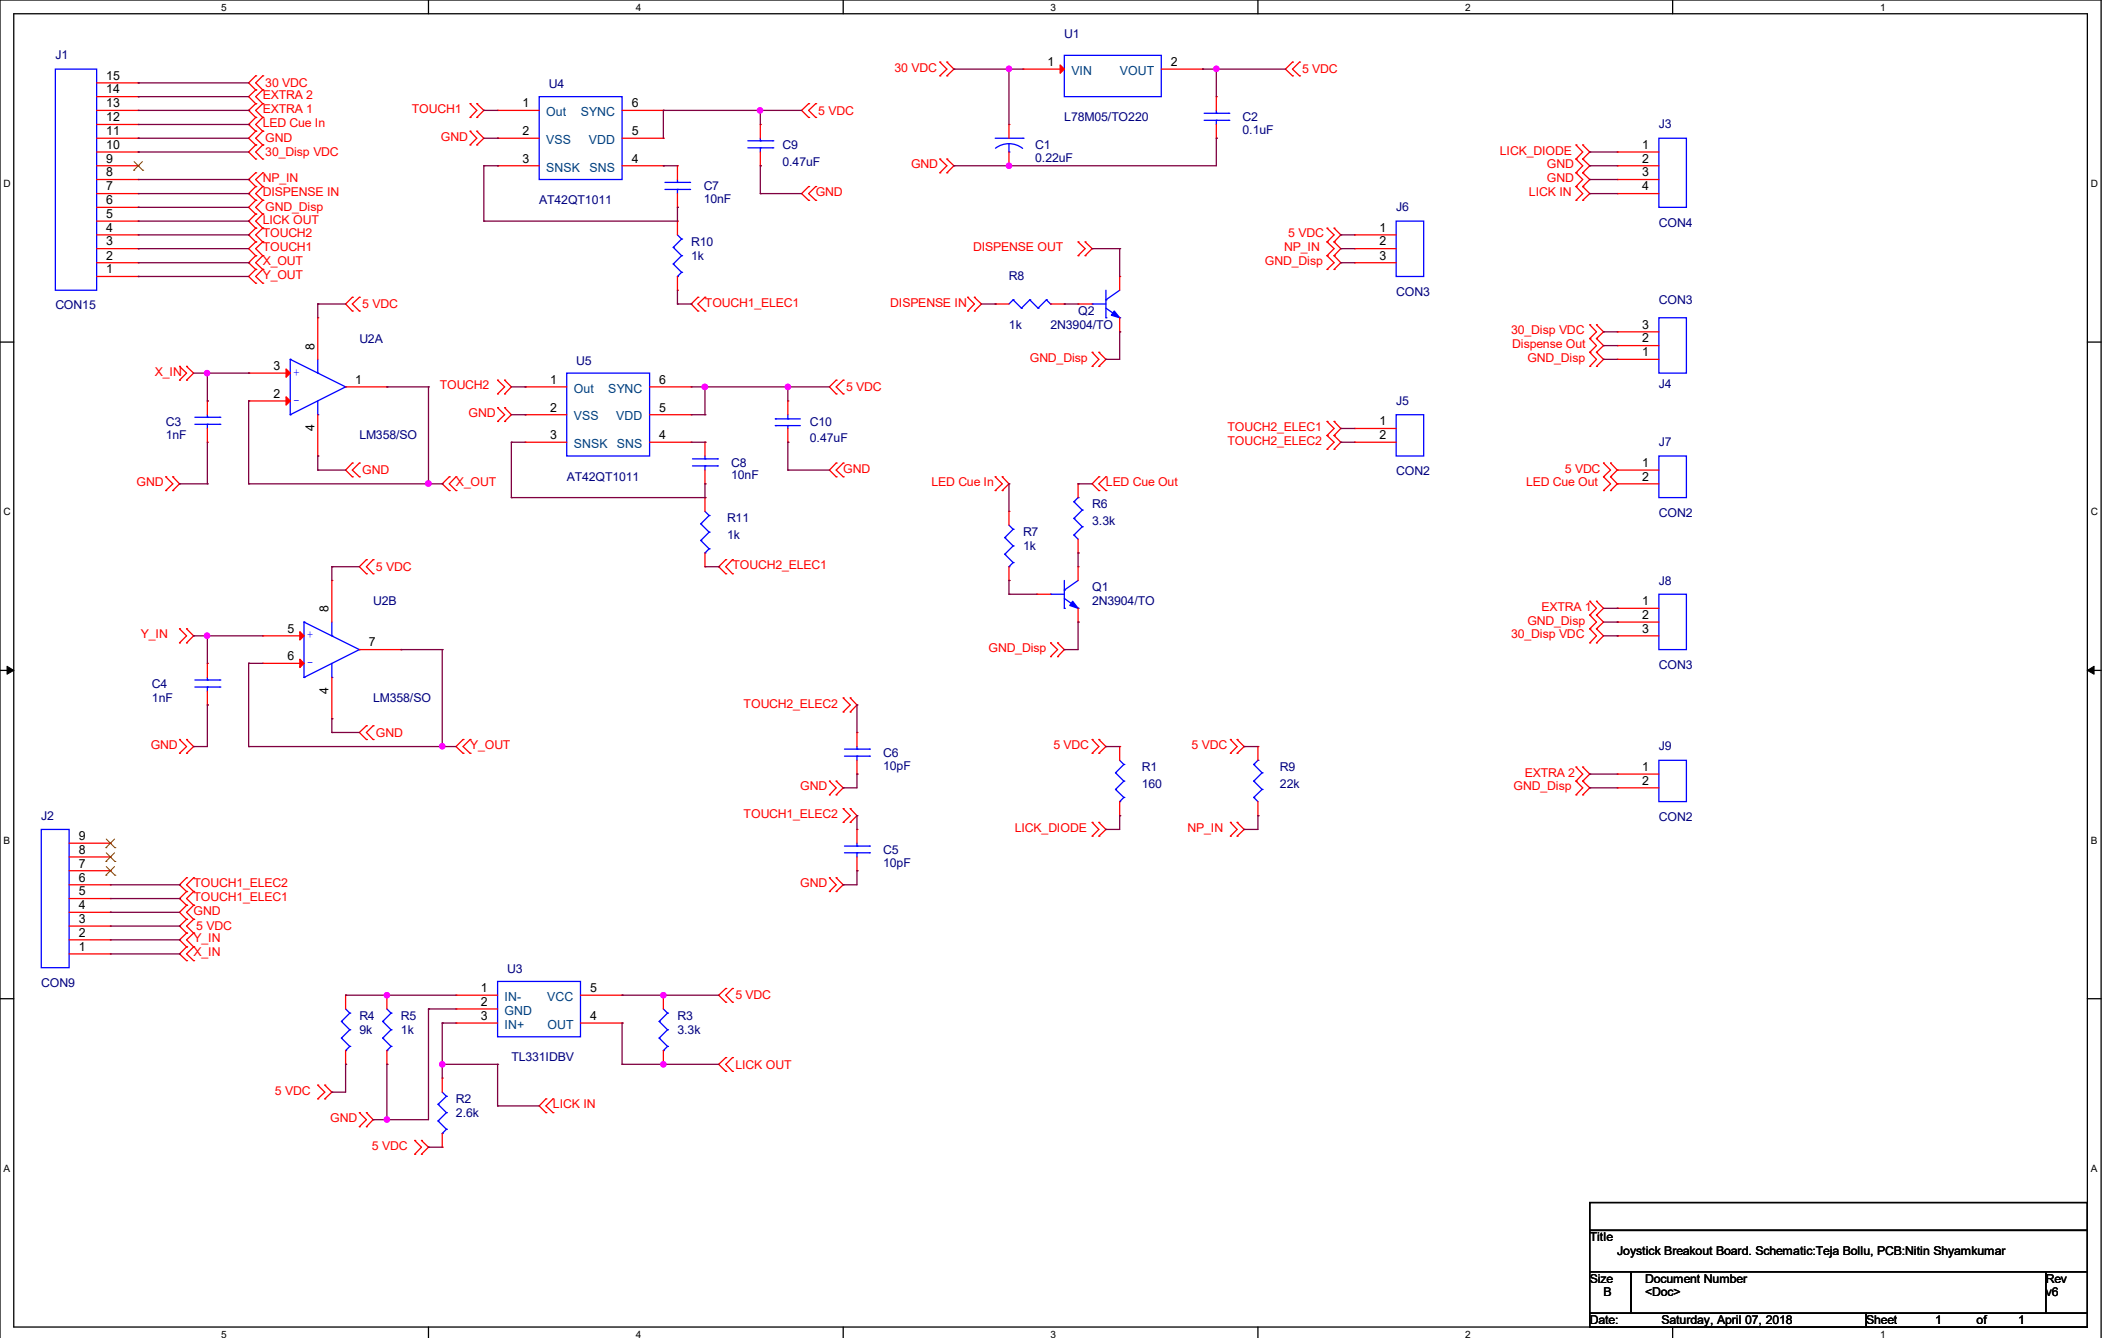 5 4 3 2 1
D
C
B
A
J1
15 30 VDC
14 EXTRA 2
13 EXTRA 1
12 LED Cue In
11 GND
10 30_Disp VDC
9
8 NP_IN
7 DISPENSE IN
6 GND_Disp
5 LICK OUT
4 TOUCH2
3 TOUCH1
2 X_OUT
1 Y_OUT
CON15
U4
TOUCH1 1 Out SYNC 6 5 VDC
GND 2 VSS VDD 5
3 SNSK SNS 4
AT42QT1011
C9
0.47uF
GND
C7
10nF
R10
1k
TOUCH1_ELEC1
U1
30 VDC 1 VIN VOUT 2 5 VDC
L78M05/TO220
C1
0.22uF
C2
0.1uF
GND
DISPENSE OUT
R8
DISPENSE IN
1k
Q2
2N3904/TO
GND_Disp
J3
LICK_DIODE 1
GND 2
GND 3
LICK IN 4
CON4
J6
5 VDC 1
NP_IN 2
GND_Disp 3
CON3
CON3
30_Disp VDC 3
Dispense Out 2
GND_Disp 1
J4
J5
TOUCH2_ELEC1 1
TOUCH2_ELEC2 2
CON2
J7
5 VDC 1
LED Cue Out 2
CON2
5 VDC
U2A
8
X_IN 3 +
1
2 -
4
C3
1nF
LM358/SO
GND
GND
X_OUT
U5
TOUCH2 1 Out SYNC 6 5 VDC
GND 2 VSS VDD 5
3 SNSK SNS 4
AT42QT1011
C10
0.47uF
GND
C8
10nF
R11
1k
TOUCH2_ELEC1
LED Cue In
LED Cue Out
R6
3.3k
R7
1k
Q1
2N3904/TO
GND_Disp
J8
EXTRA 1 1
GND_Disp 2
30_Disp VDC 3
CON3
5 VDC
U2B
8
Y_IN 5 +
7
6 -
4
C4
1nF
LM358/SO
GND
GND
Y_OUT
TOUCH2_ELEC2
C6
10pF
GND
TOUCH1_ELEC2
C5
10pF
GND
5 VDC
R1
160
LICK_DIODE
5 VDC
R9
22k
NP_IN
J9
EXTRA 2 1
GND_Disp 2
CON2
J2
9
8
7
6 TOUCH1_ELEC2
5 TOUCH1_ELEC1
4 GND
3 5 VDC
2 Y_IN
1 X_IN
CON9
U3
1 IN- VCC 5 5 VDC
2 GND
3 IN+ OUT 4
TL331IDBV
R4
9k
R5
1k
R3
3.3k
LICK OUT
5 VDC
GND
R2
2.6k
LICK IN
5 VDC
Title
Joystick Breakout Board. Schematic:Teja Bollu, PCB:Nitin Shyamkumar
Size Document Number Rev
B <Doc> v6
Date: Saturday, April 07, 2018 Sheet 1 of 1
D
C
B
A
5 4 3 2 1